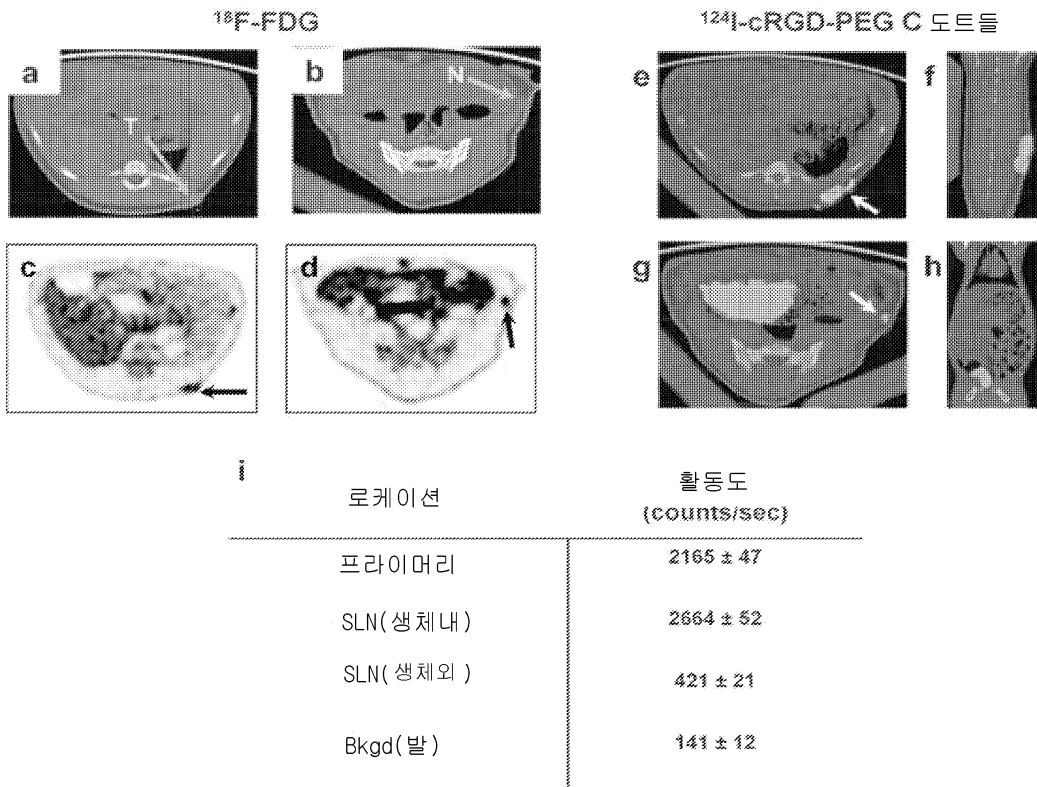 ¹⁸F-FDG
¹²⁴I-cRGD-PEG C 도트들
a
b
N
T
e
f
c
d
g
h
i
로케이션
활동도
(counts/sec)
프라이머리
2165 ± 47
SLN(생체내)
2664 ± 52
SLN(생체외)
421 ± 21
Bkgd(발)
141 ± 12